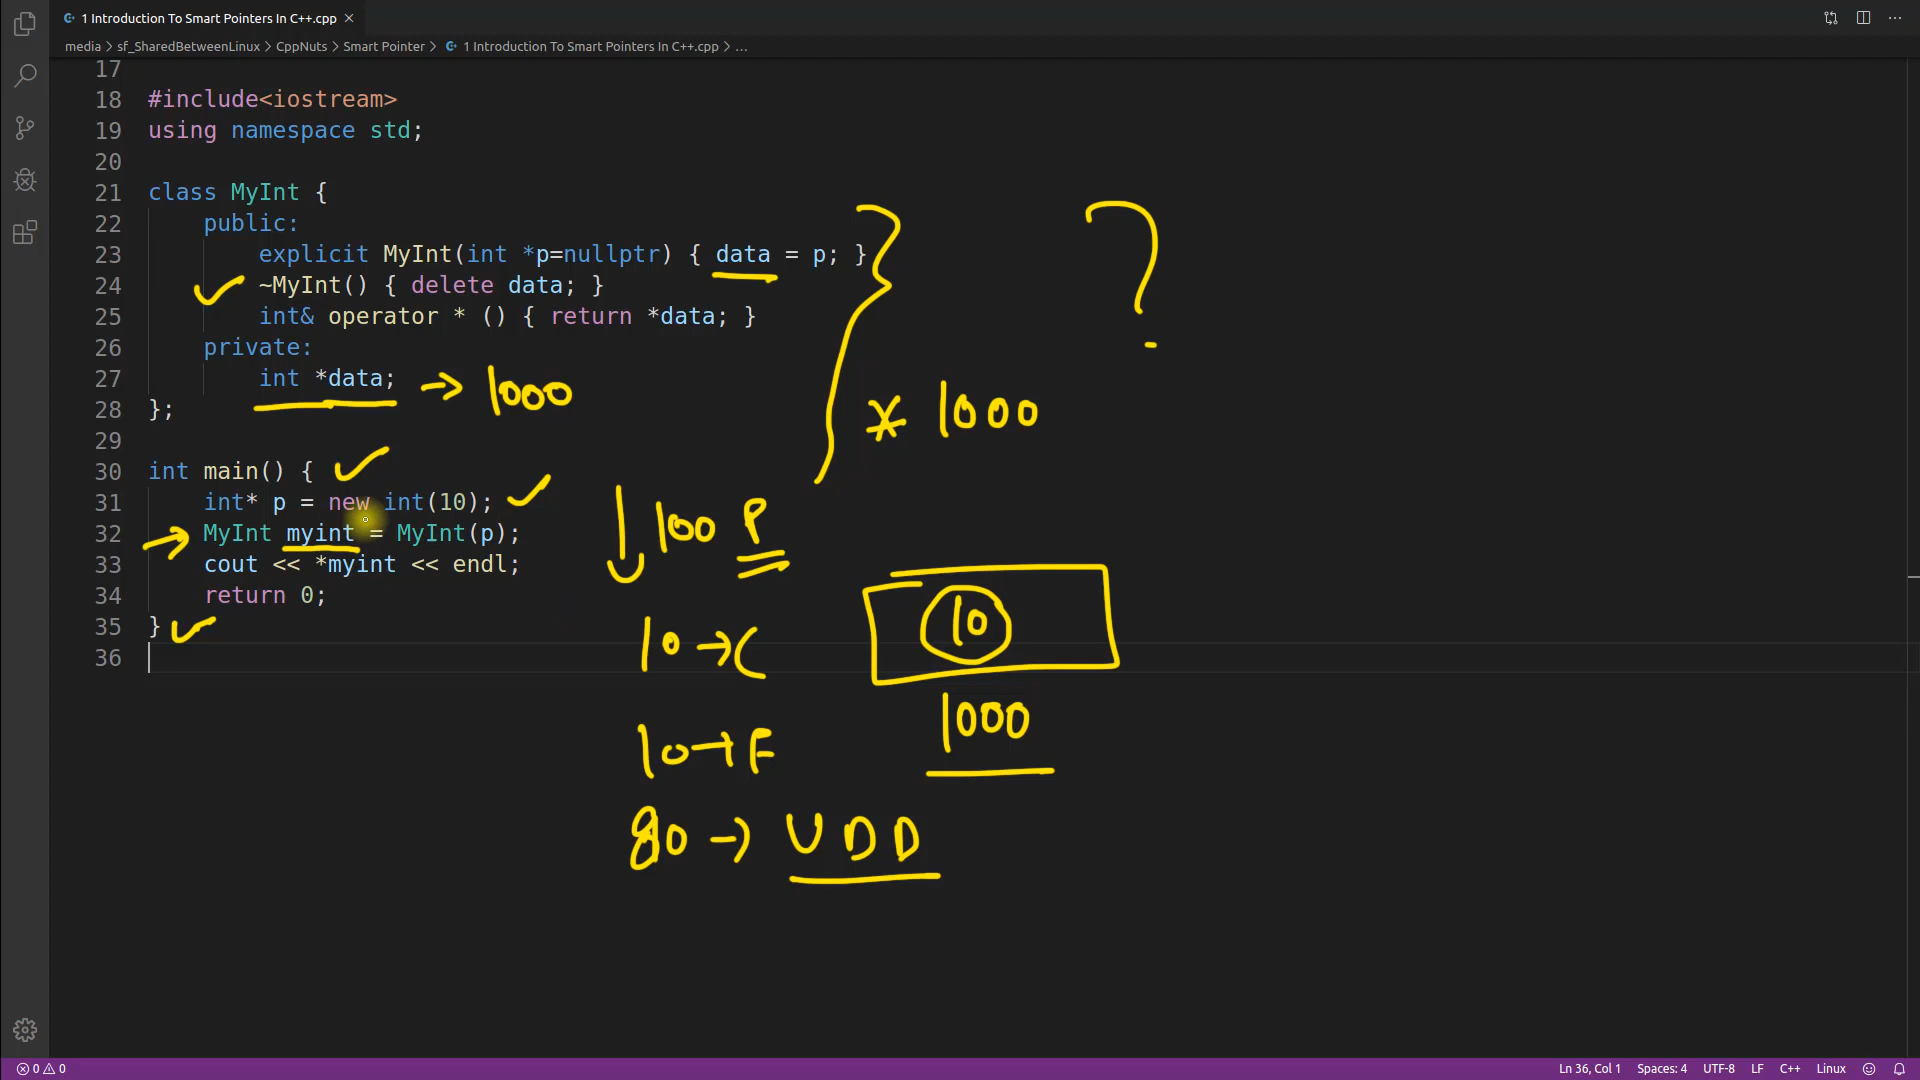 1 Introduction To Smart Pointers In C++.cpp
media > sf_SharedBetweenLinux > CppNuts > Smart Pointer > 1 Introduction To Smart Pointers In C++.cpp > ...
17
18 #include<iostream>
19 using namespace std;
20
21 class MyInt {
22 public:
23 explicit MyInt(int *p=nullptr) { data = p; }
24 ~MyInt() { delete data; }
25 int& operator * () { return *data; }
26 private:
27 int *data; → 1000
28 };
29
* 1000
30 int main() {
31 int* p = new int(10);
32 MyInt myint = MyInt(p);
33 cout << *myint << endl;
34 return 0;
35 }
36
?
100 P
10
10 → C
1000
10 → F
80 → UDD
0 0
Ln 36, Col 1 Spaces: 4 UTF-8 LF C++ Linux